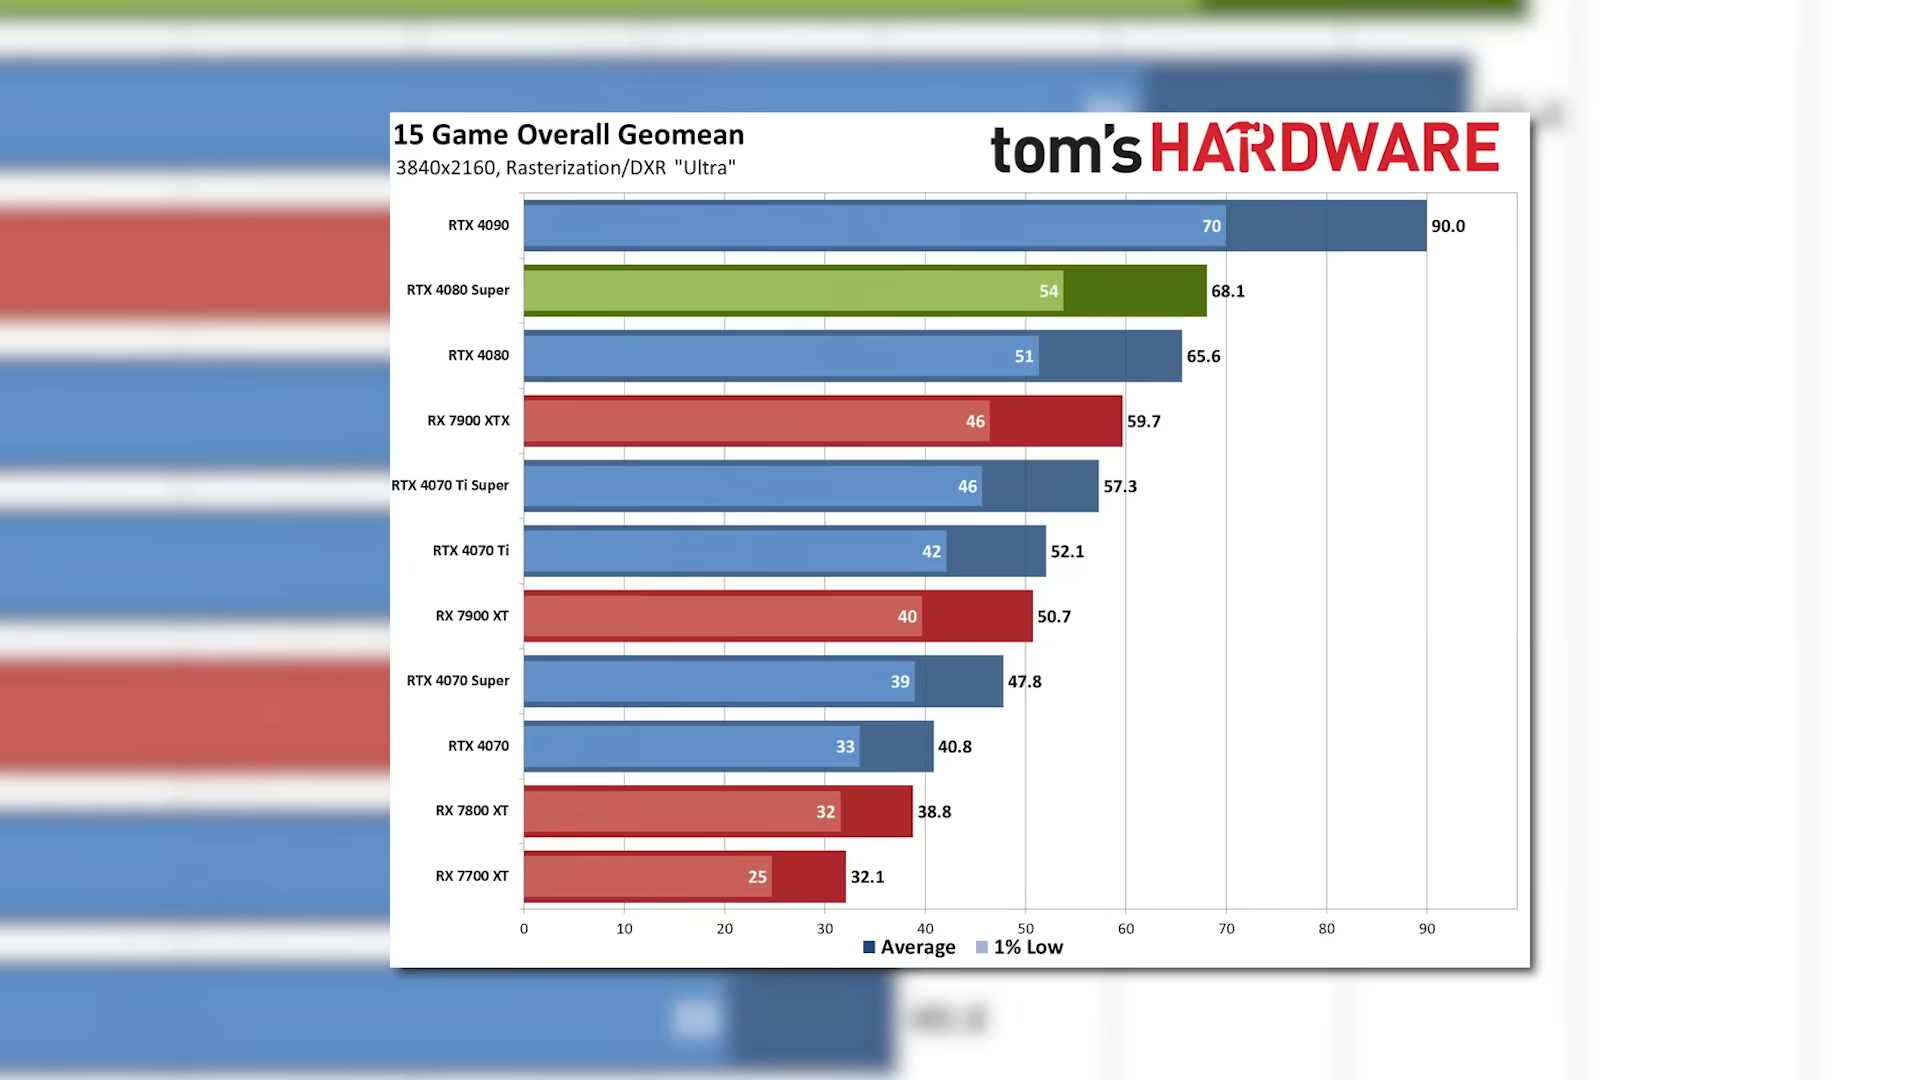 15 Game Overall Geomean
3840x2160, Rasterization/DXR "Ultra"
tom's HARDWARE
RTX 4090 70 90.0
RTX 4080 Super 54 68.1
RTX 4080 51 65.6
RX 7900 XTX 46 59.7
RTX 4070 Ti Super 46 57.3
RTX 4070 Ti 42 52.1
RX 7900 XT 40 50.7
RTX 4070 Super 39 47.8
RTX 4070 33 40.8
RX 7800 XT 32 38.8
RX 7700 XT 25 32.1
0 10 20 30 40 50 60 70 80 90
Average 1% Low